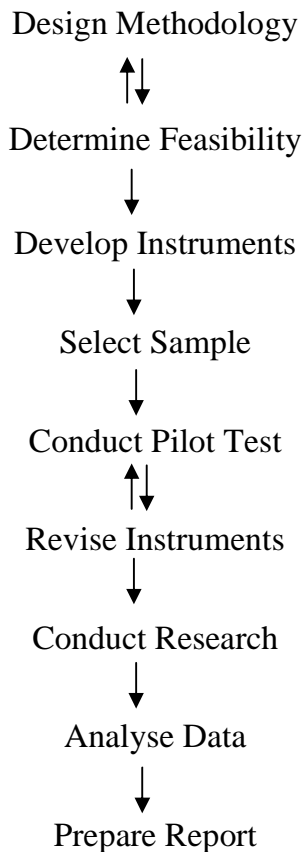 Design Methodology
Determine Feasibility
Develop Instruments
Select Sample
Conduct Pilot Test
Revise Instruments
Conduct Research
Analyse Data
Prepare Report